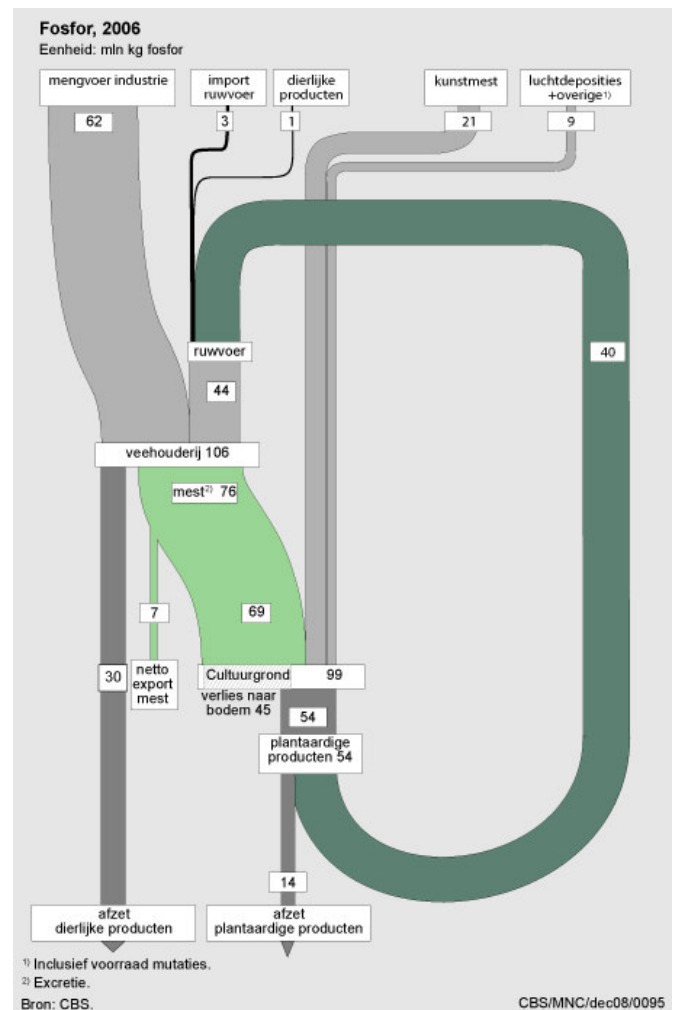 Fosfor, 2006
Eenheid: mln kg fosfor
mengvoer industrie
import
ruwvoer
dierlijke
producten
kunstmest
luchtdeposities
+overige¹⁾
62
3
1
21
9
ruwvoer
40
44
veehouderij 106
mest²⁾ 76
7
69
30
netto
export
mest
Cultuurgrond 99
verlies naar
bodem 45
54
plantaardige
producten 54
14
afzet
dierlijke producten
afzet
plantaardige producten
¹⁾ Inclusief voorraad mutaties.
²⁾ Excretie.
Bron: CBS.
CBS/MNC/dec08/0095